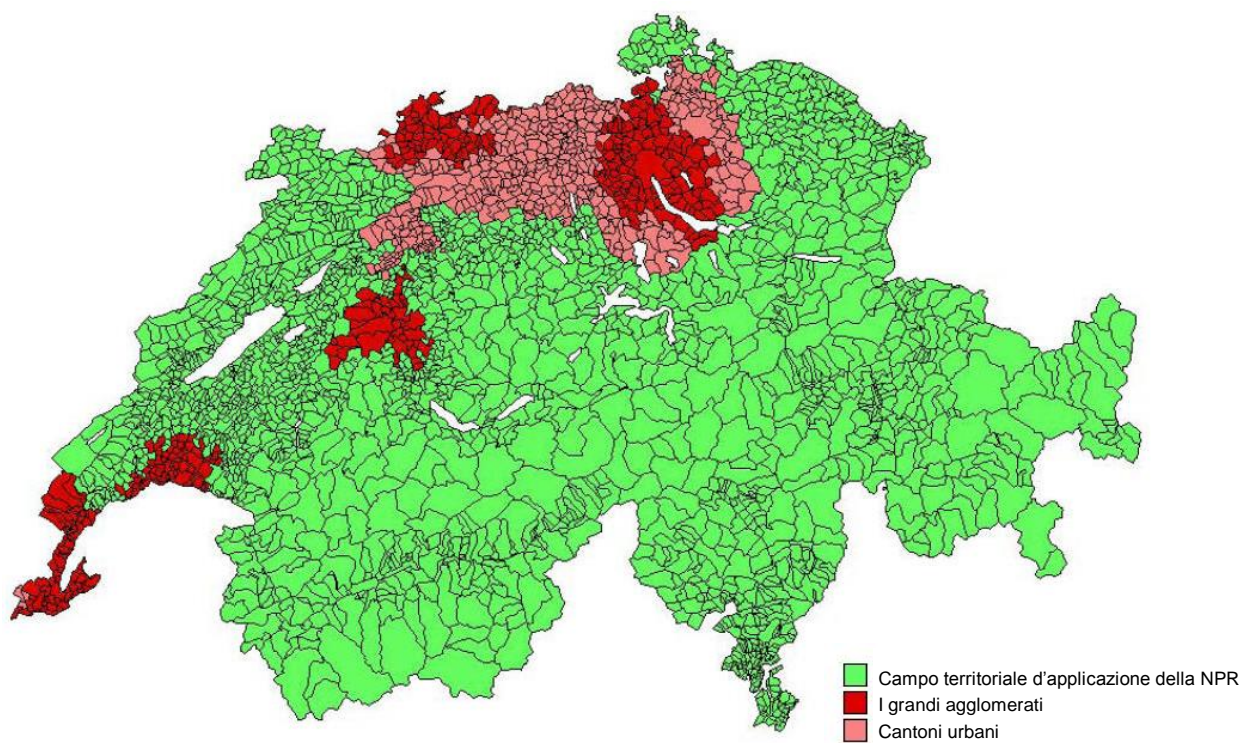 Campo territoriale d'applicazione della NPR
I grandi agglomerati
Cantoni urbani